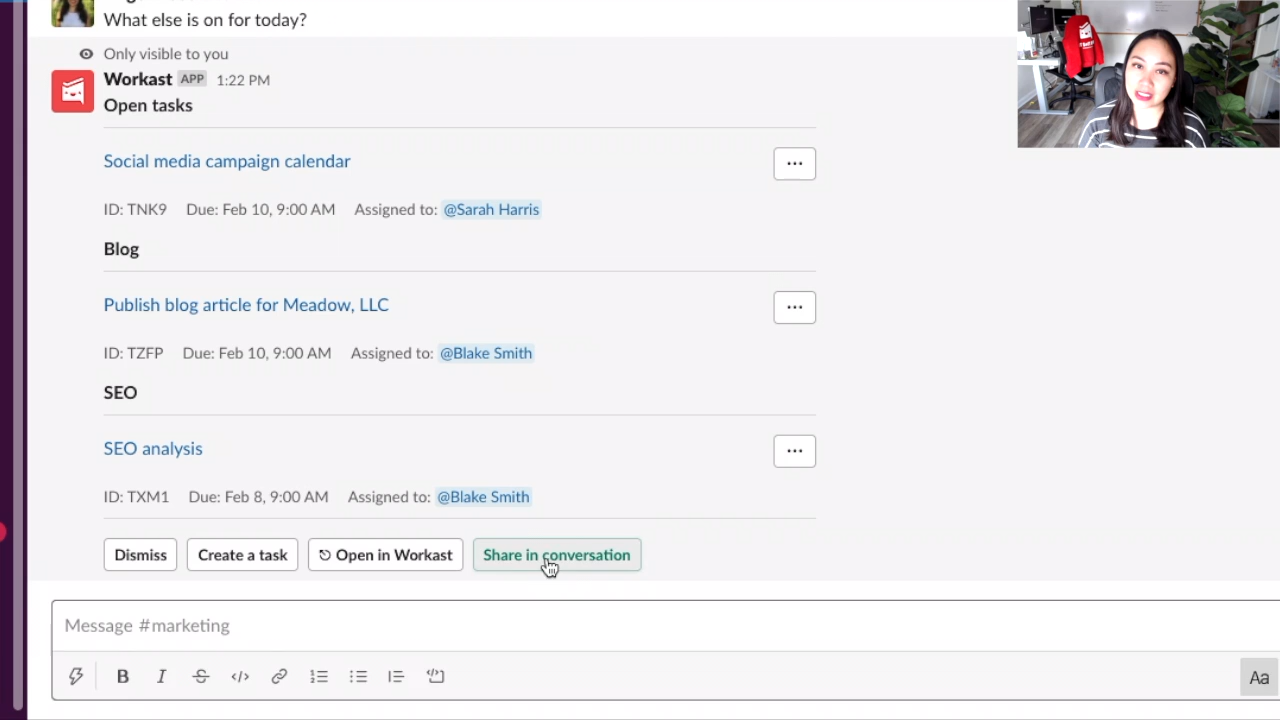 What else is on for today?
Only visible to you
Workast APP 1:22 PM
Open tasks
Social media campaign calendar
ID: TNK9 Due: Feb 10, 9:00 AM Assigned to: @Sarah Harris
Blog
Publish blog article for Meadow, LLC
ID: TZFP Due: Feb 10, 9:00 AM Assigned to: @Blake Smith
SEO
SEO analysis
ID: TXM1 Due: Feb 8, 9:00 AM Assigned to: @Blake Smith
Dismiss Create a task Open in Workast Share in conversation
Message #marketing
B I S Aa